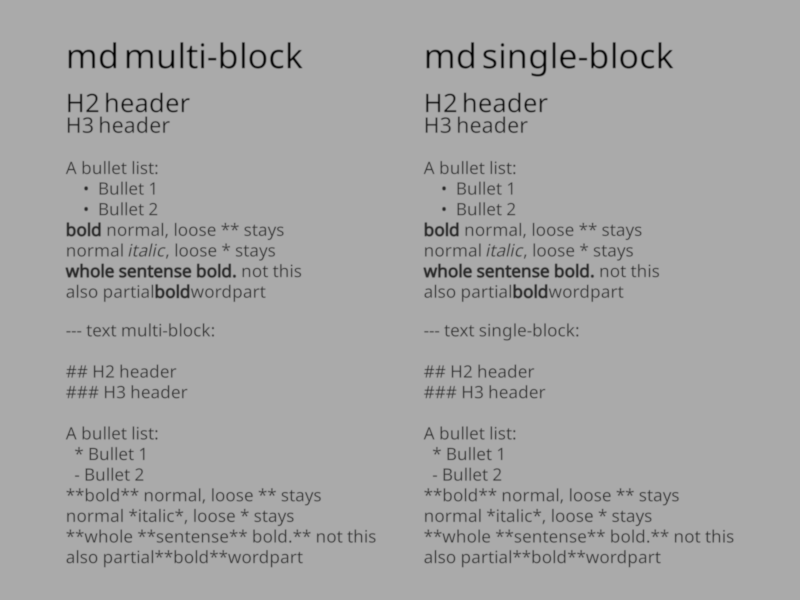 md multi-block
H2 header
H3 header
A bullet list:
• Bullet 1
• Bullet 2
bold normal, loose ** stays
normal italic, loose * stays
whole sentense bold. not this
also partialboldwordpart
--- text multi-block:
## H2 header
### H3 header
A bullet list:
* Bullet 1
- Bullet 2
**bold** normal, loose ** stays
normal *italic*, loose * stays
**whole **sentense** bold.** not this
also partial**bold**wordpart
md single-block
H2 header
H3 header
A bullet list:
• Bullet 1
• Bullet 2
bold normal, loose ** stays
normal italic, loose * stays
whole sentense bold. not this
also partialboldwordpart
--- text single-block:
## H2 header
### H3 header
A bullet list:
* Bullet 1
- Bullet 2
**bold** normal, loose ** stays
normal *italic*, loose * stays
**whole **sentense** bold.** not this
also partial**bold**wordpart